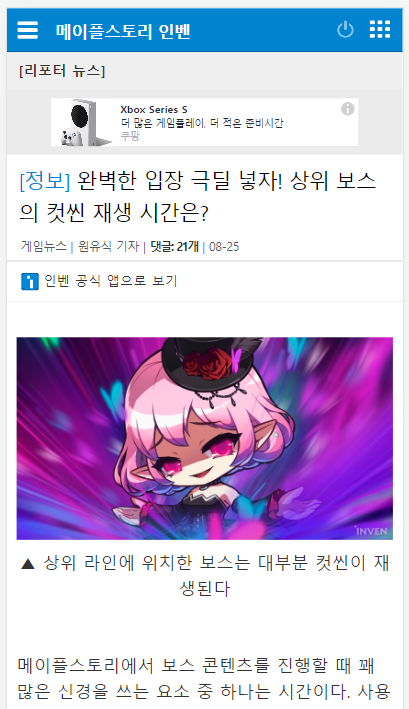 메이플스토리 인벤
[리포터 뉴스]
Xbox Series S
더 많은 게임플레이, 더 적은 준비시간
쿠팡
[정보] 완벽한 입장 극딜 넣자! 상위 보스
의 컷씬 재생 시간은?
게임뉴스 | 원유식 기자 | 댓글: 21개 | 08-25
인벤 공식 앱으로 보기
INVEN
▲ 상위 라인에 위치한 보스는 대부분 컷씬이 재
생된다
메이플스토리에서 보스 콘텐츠를 진행할 때 꽤
많은 신경을 쓰는 요소 중 하나는 시간이다. 사용